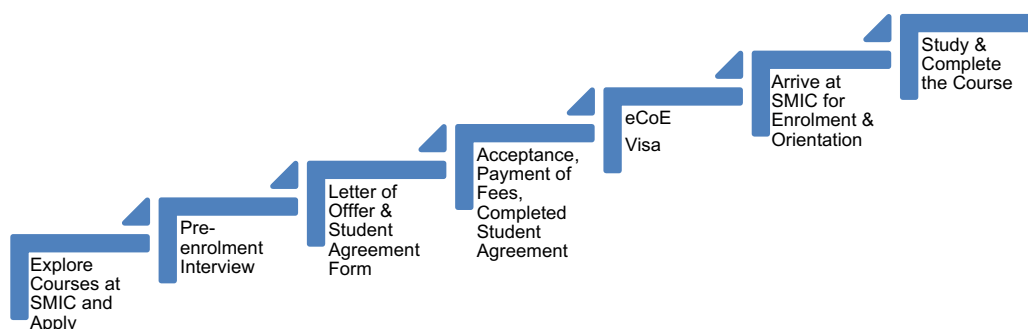 Explore
Courses at
SMIC and
Apply
Pre-
enrolment
Interview
Letter of
Offfer &
Student
Agreement
Form
Acceptance,
Payment of
Fees,
Completed
Student
Agreement
eCoE
Visa
Arrive at
SMIC for
Enrolment &
Orientation
Study &
Complete
the Course